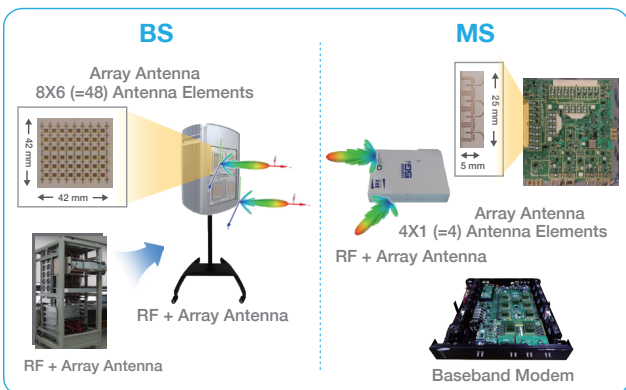 BS
Array Antenna
8X6 (=48) Antenna Elements
42 mm
42 mm
RF + Array Antenna
RF + Array Antenna
MS
25 mm
5 mm
Array Antenna
4X1 (=4) Antenna Elements
RF + Array Antenna
Baseband Modem